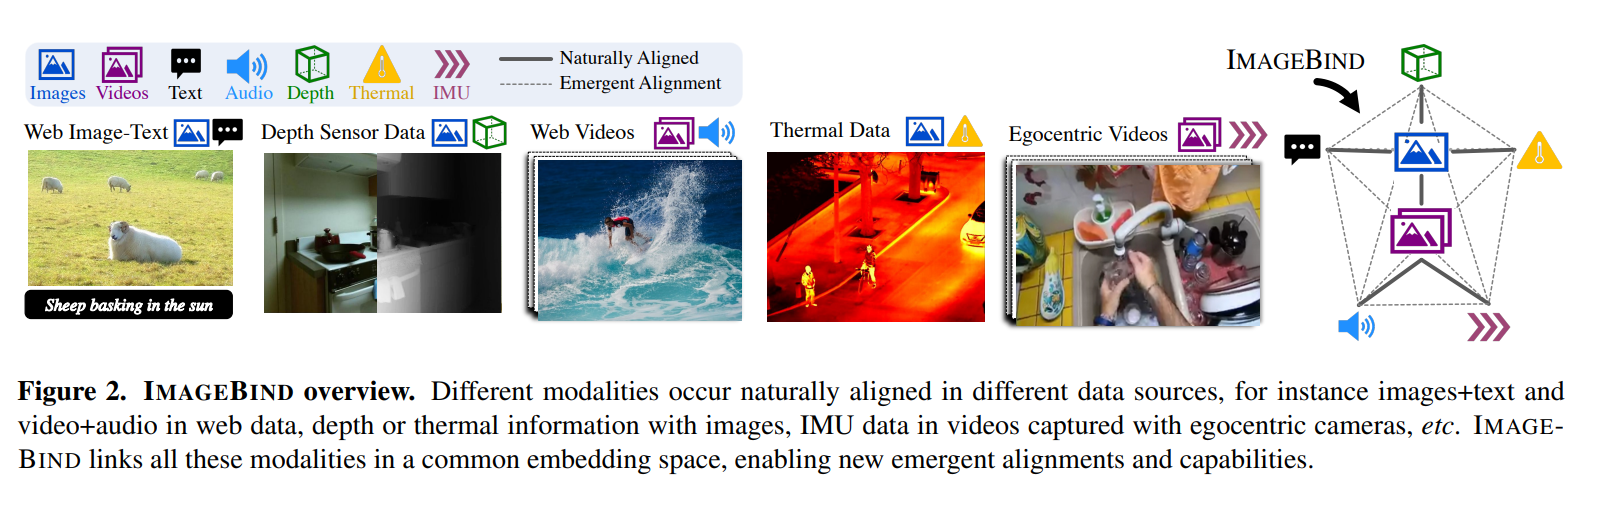 Images Videos Text Audio Depth Thermal IMU
Naturally Aligned
Emergent Alignment
IMAGEBIND
Web Image-Text
Depth Sensor Data
Web Videos
Thermal Data
Egocentric Videos
Sheep basking in the sun
Figure 2. IMAGEBIND overview. Different modalities occur naturally aligned in different data sources, for instance images+text and
video+audio in web data, depth or thermal information with images, IMU data in videos captured with egocentric cameras, etc. IMAGE-
BIND links all these modalities in a common embedding space, enabling new emergent alignments and capabilities.